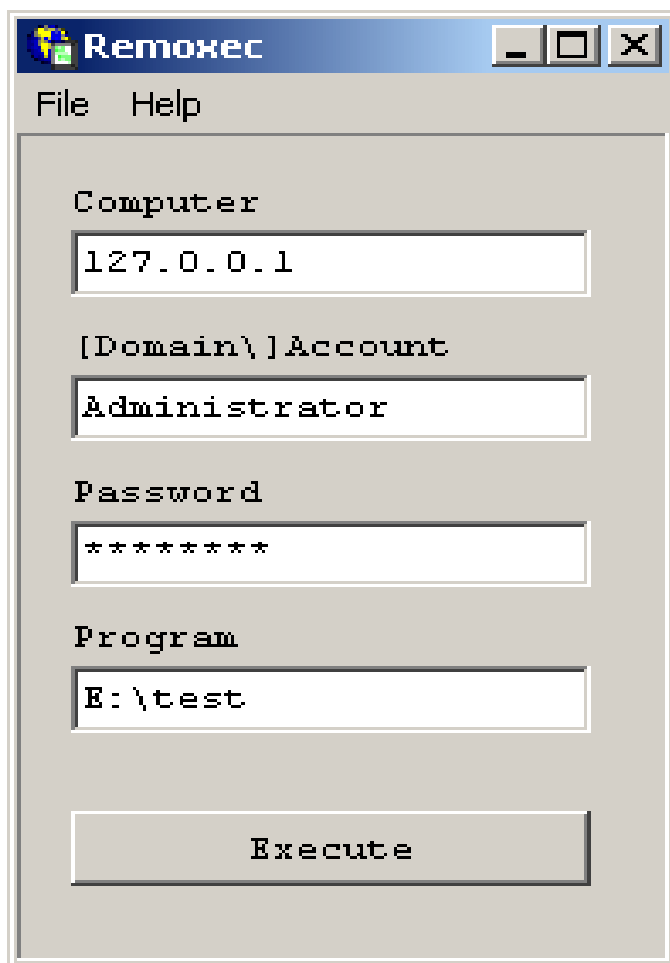 Remoxec
File Help
Computer
127.0.0.1
[Domain\]Account
Administrator
Password
********
Program
E:\test
Execute